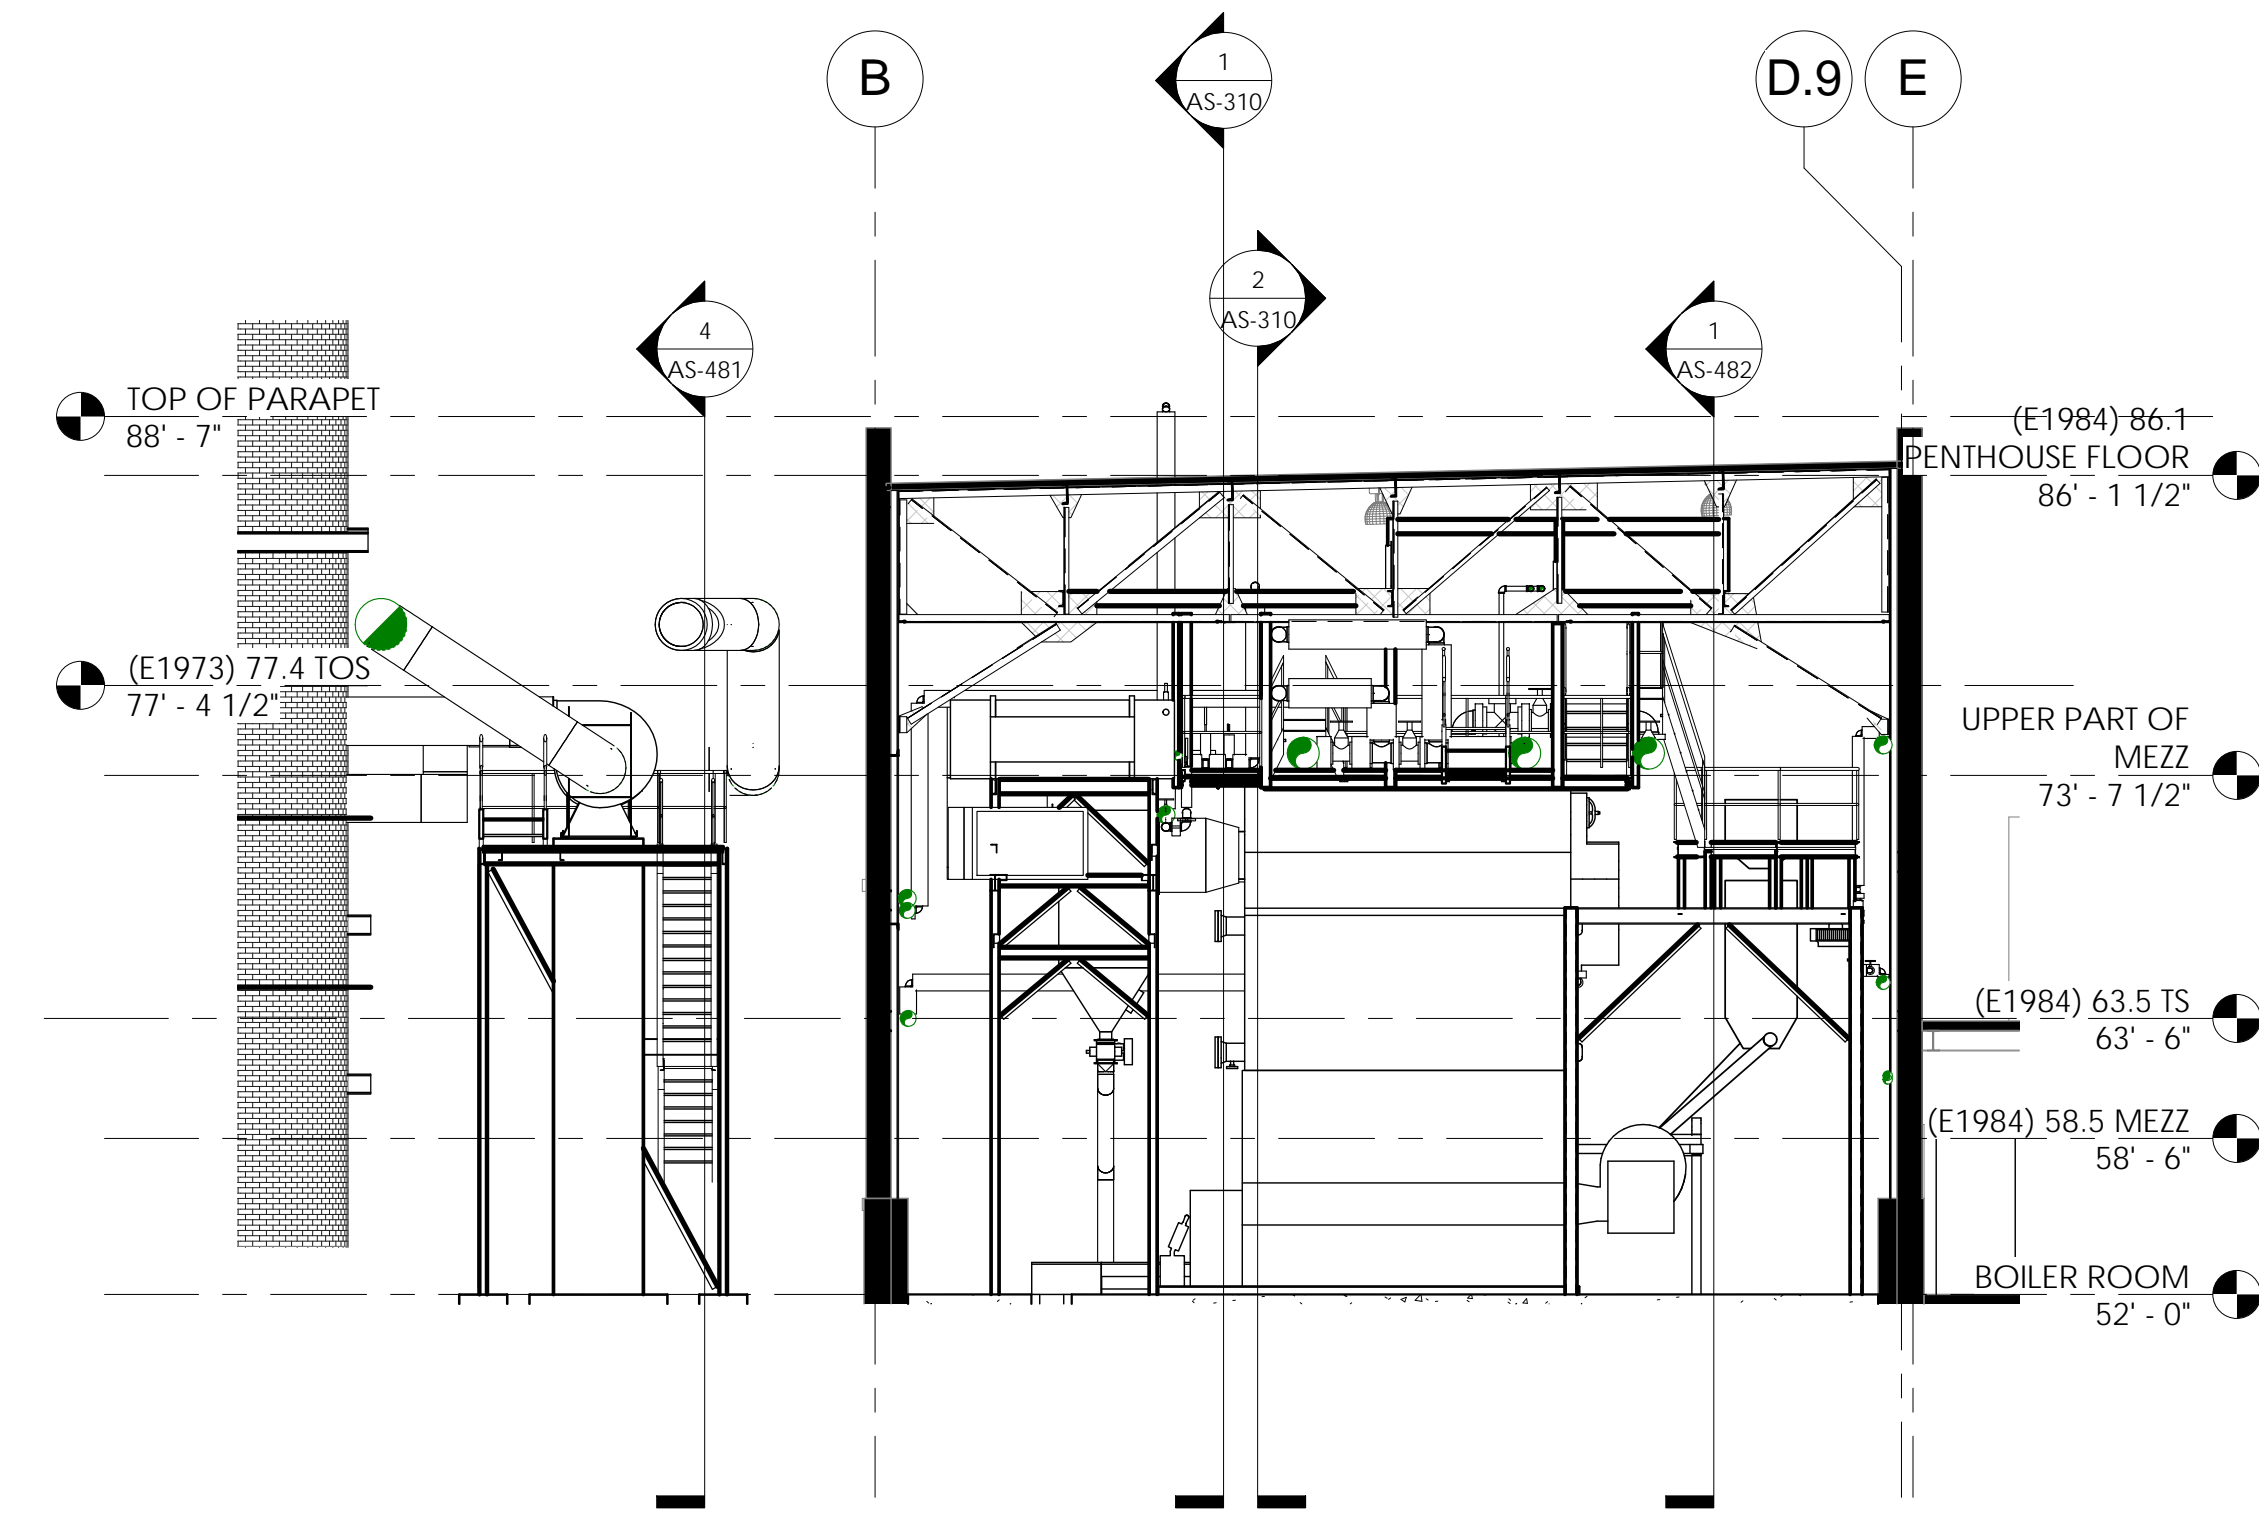 B
1
AS-310
D.9
E
2
AS-310
4
AS-481
1
AS-482
TOP OF PARAPET
88' - 7"
(E1984) 86.1
PENTHOUSE FLOOR
86' - 1 1/2"
(E1973) 77.4 TOS
77' - 4 1/2"
UPPER PART OF
MEZZ
73' - 7 1/2"
(E1984) 63.5 TS
63' - 6"
(E1984) 58.5 MEZZ
58' - 6"
BOILER ROOM
52' - 0"